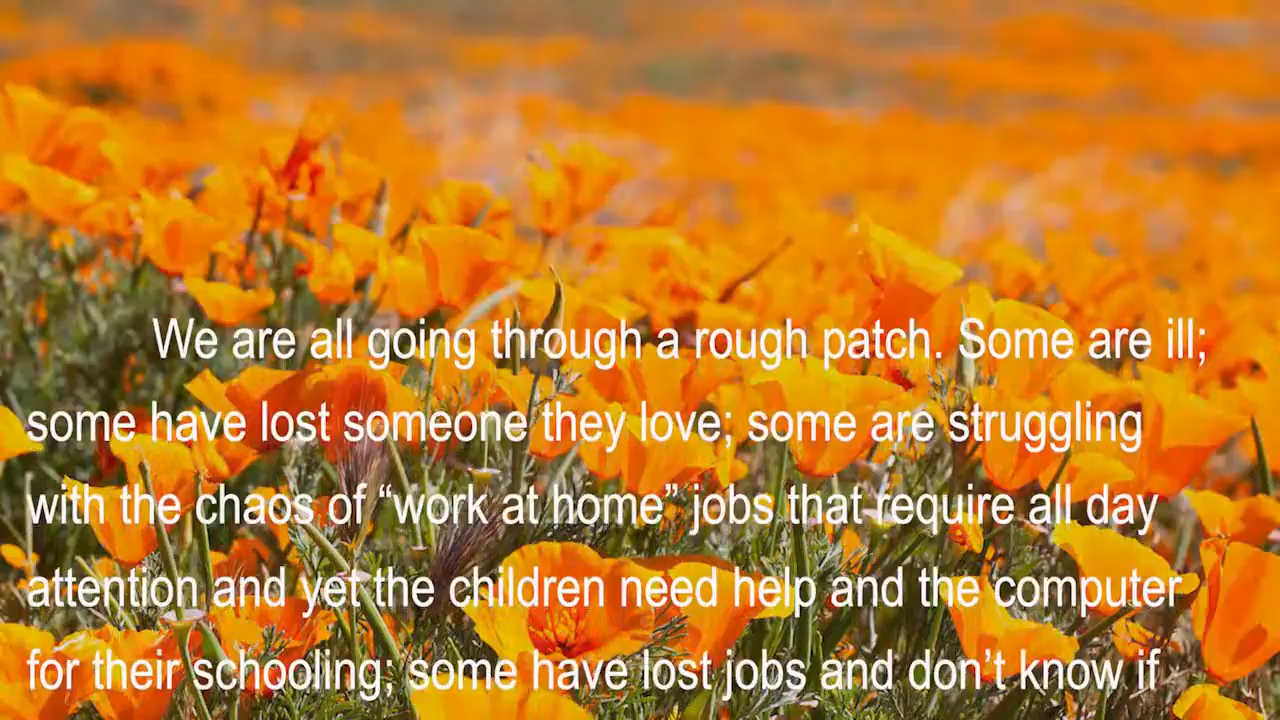 We are all going through a rough patch. Some are ill;
some have lost someone they love; some are struggling
with the chaos of “work at home” jobs that require all day
attention and yet the children need help and the computer
for their schooling; some have lost jobs and don’t know if